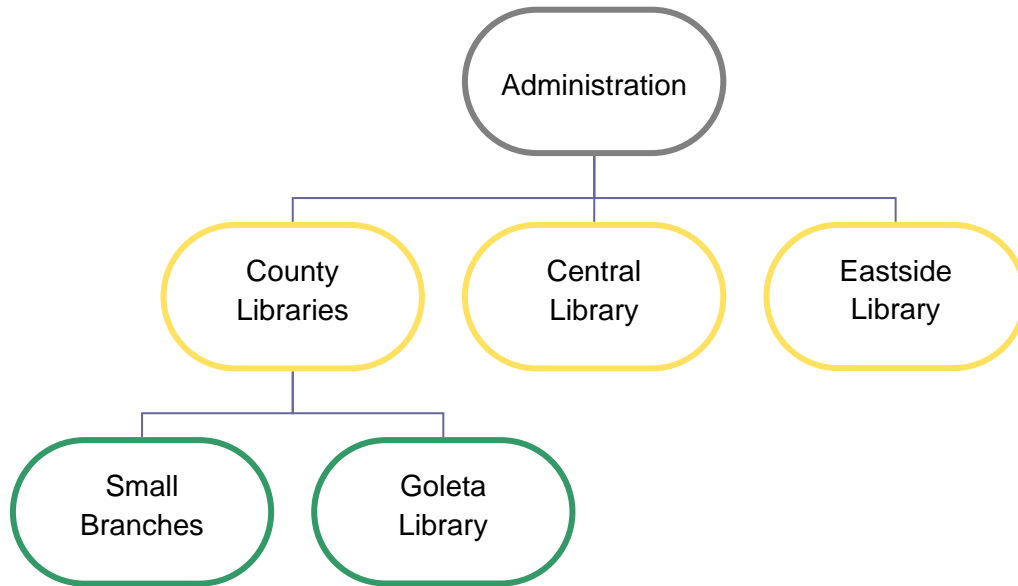 Administration
County
Libraries
Central
Library
Eastside
Library
Small
Branches
Goleta
Library